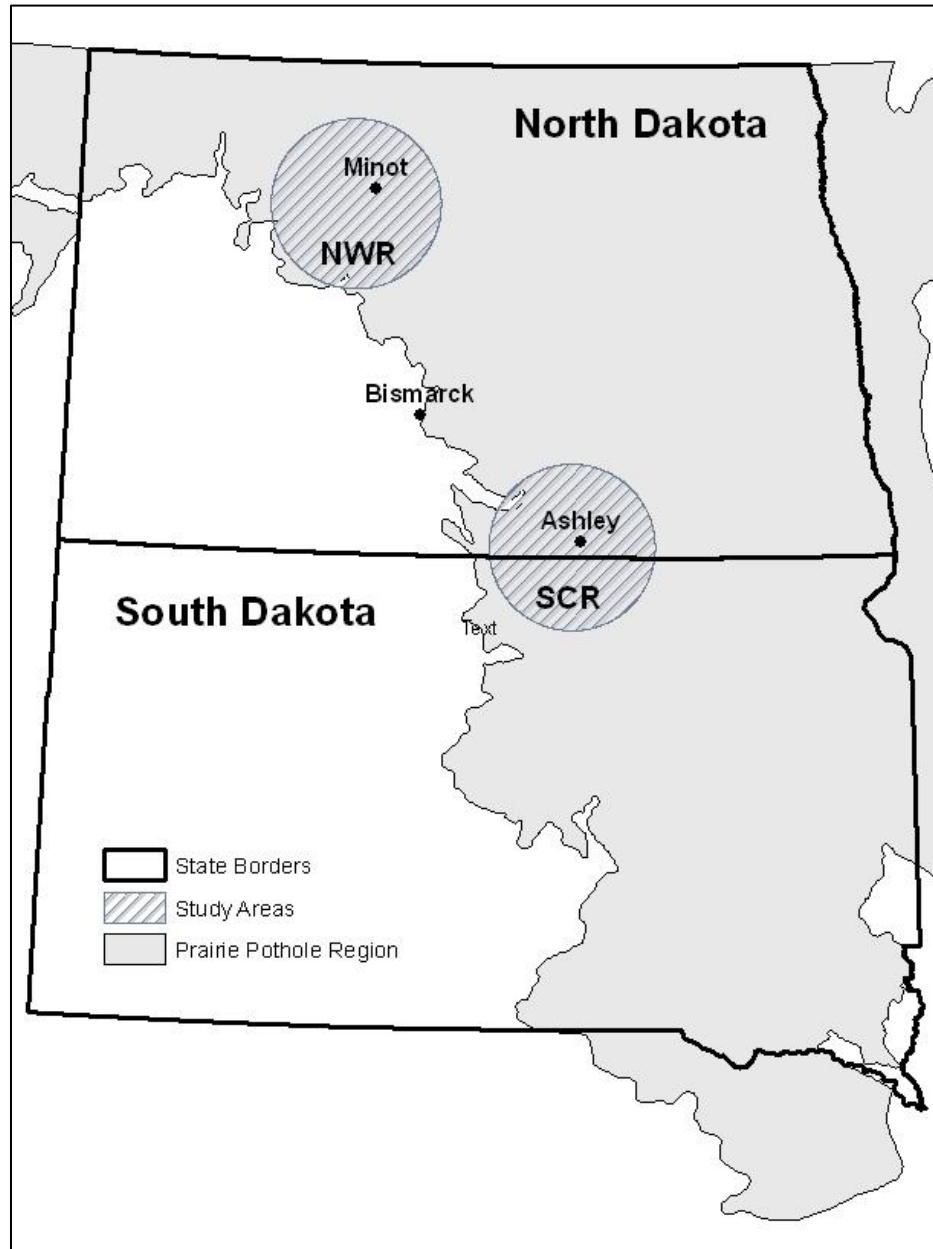 North Dakota
Minot
NWR
Bismarck
Ashley
SCR
South Dakota
Text
State Borders
Study Areas
Prairie Pothole Region